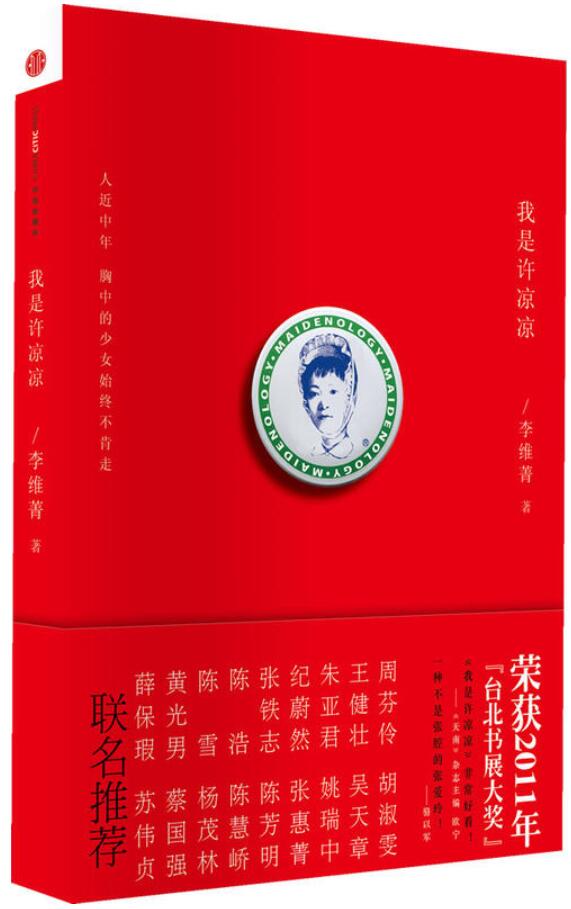 我是许凉凉
/ 李维菁 著
我是许凉凉
/ 李维菁 著
人近中年 胸中的少女始终不肯走
MAIDENOLOGY · MAIDENOLOGY · MAIDENOLOGY ·
®
荣获2011年
『台北书展大奖』
《我是许凉凉》非常好看！
——《天南》杂志主编 欧宁
一种不是张腔的张爱玲！
——骆以军
周芬伶 胡淑雯
王健壮 吴天章
朱亚君 姚瑞中
纪蔚然 张惠菁
张铁志 陈芳明
陈浩 陈慧峤
陈雪 杨茂林
黄光男 蔡国强
薛保瑕 苏伟贞
联名推荐